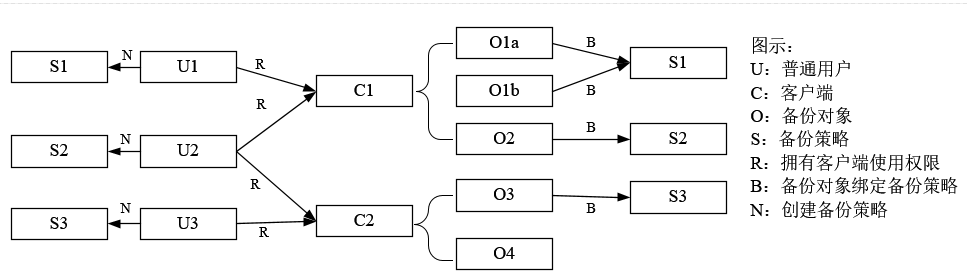 O1a
B
S1
N
U1
R
S1
C1
O1b
B
R
O2
B
S2
S2
N
U2
R
O3
B
S3
S3
N
U3
R
C2
O4
图示：
U：普通用户
C：客户端
O：备份对象
S：备份策略
R：拥有客户端使用权限
B：备份对象绑定备份策略
N：创建备份策略